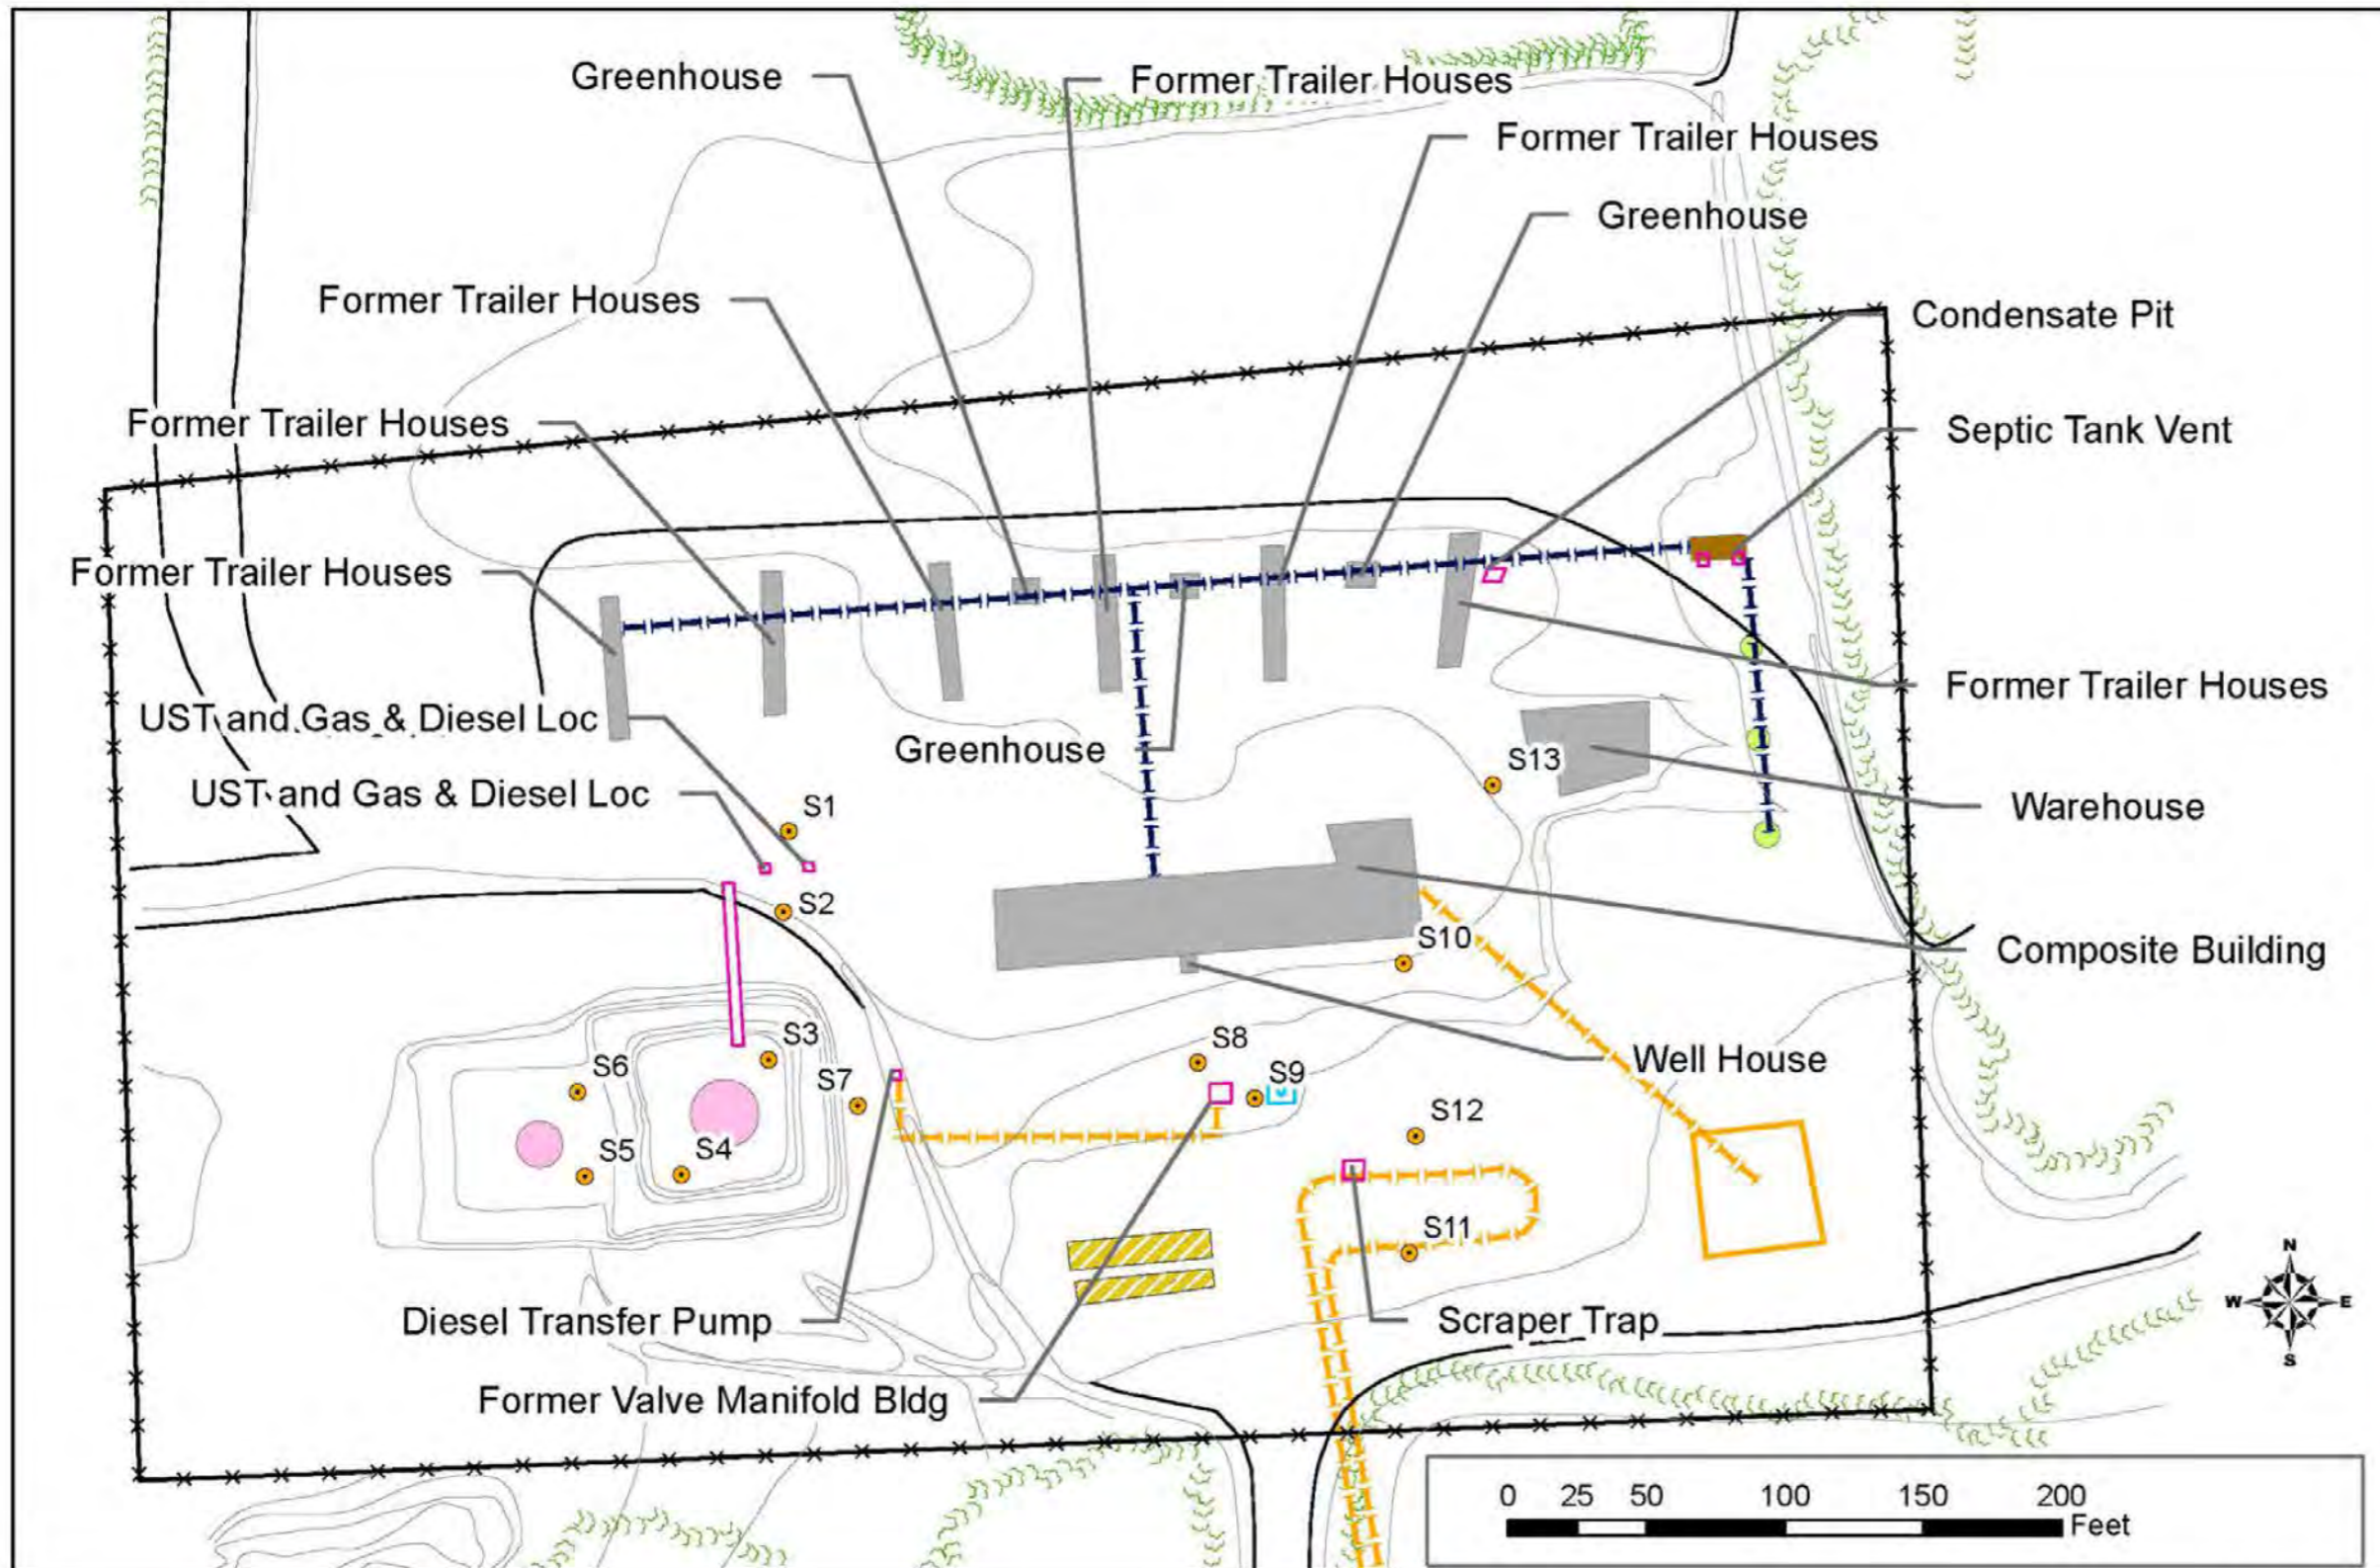 Greenhouse
Former Trailer Houses
Former Trailer Houses
Greenhouse
Former Trailer Houses
Condensate Pit
Former Trailer Houses
Septic Tank Vent
Former Trailer Houses
Former Trailer Houses
UST and Gas & Diesel Loc
Greenhouse
S13
UST and Gas & Diesel Loc
S1
Warehouse
S2
S10
Composite Building
S3
S8
Well House
S6
S7
S9
S12
S5
S4
S11
N
W
E
S
Diesel Transfer Pump
Scraper Trap
Former Valve Manifold Bldg
0 25 50 100 150 200
Feet